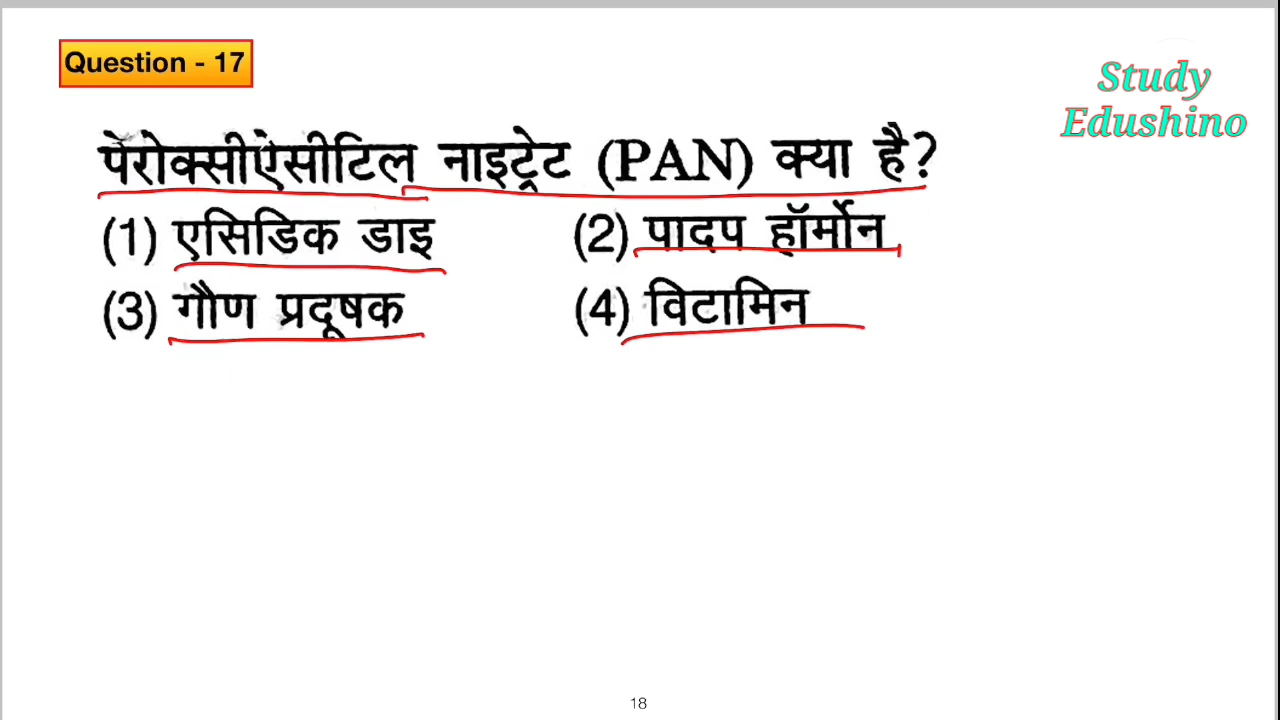 Question - 17
Study
Edushino
पेरोक्सीऐसीटिल नाइट्रेट (PAN) क्या है?
(1) एसिडिक डाइ (2) पादप हॉर्मोन
(3) गौण प्रदूषक (4) विटामिन
18